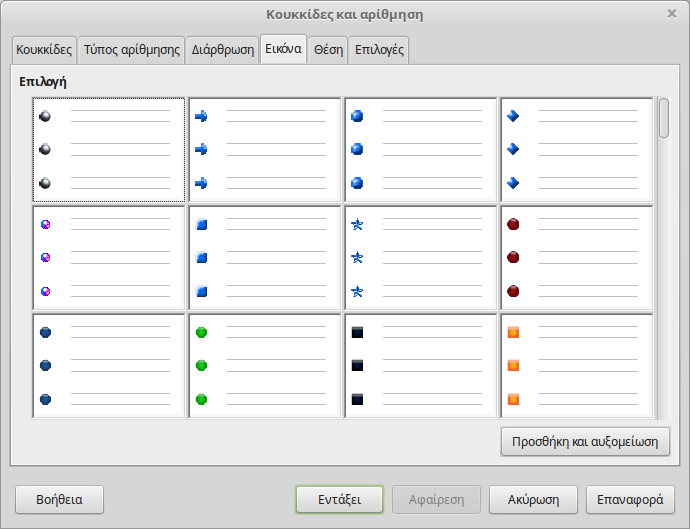 Κουκκίδες και αρίθμηση
Κουκκίδες Τύπος αρίθμησης Διάρθρωση Εικόνα Θέση Επιλογές
Επιλογή
Προσθήκη και αυξομείωση
Βοήθεια Εντάξει Αφαίρεση Ακύρωση Επαναφορά